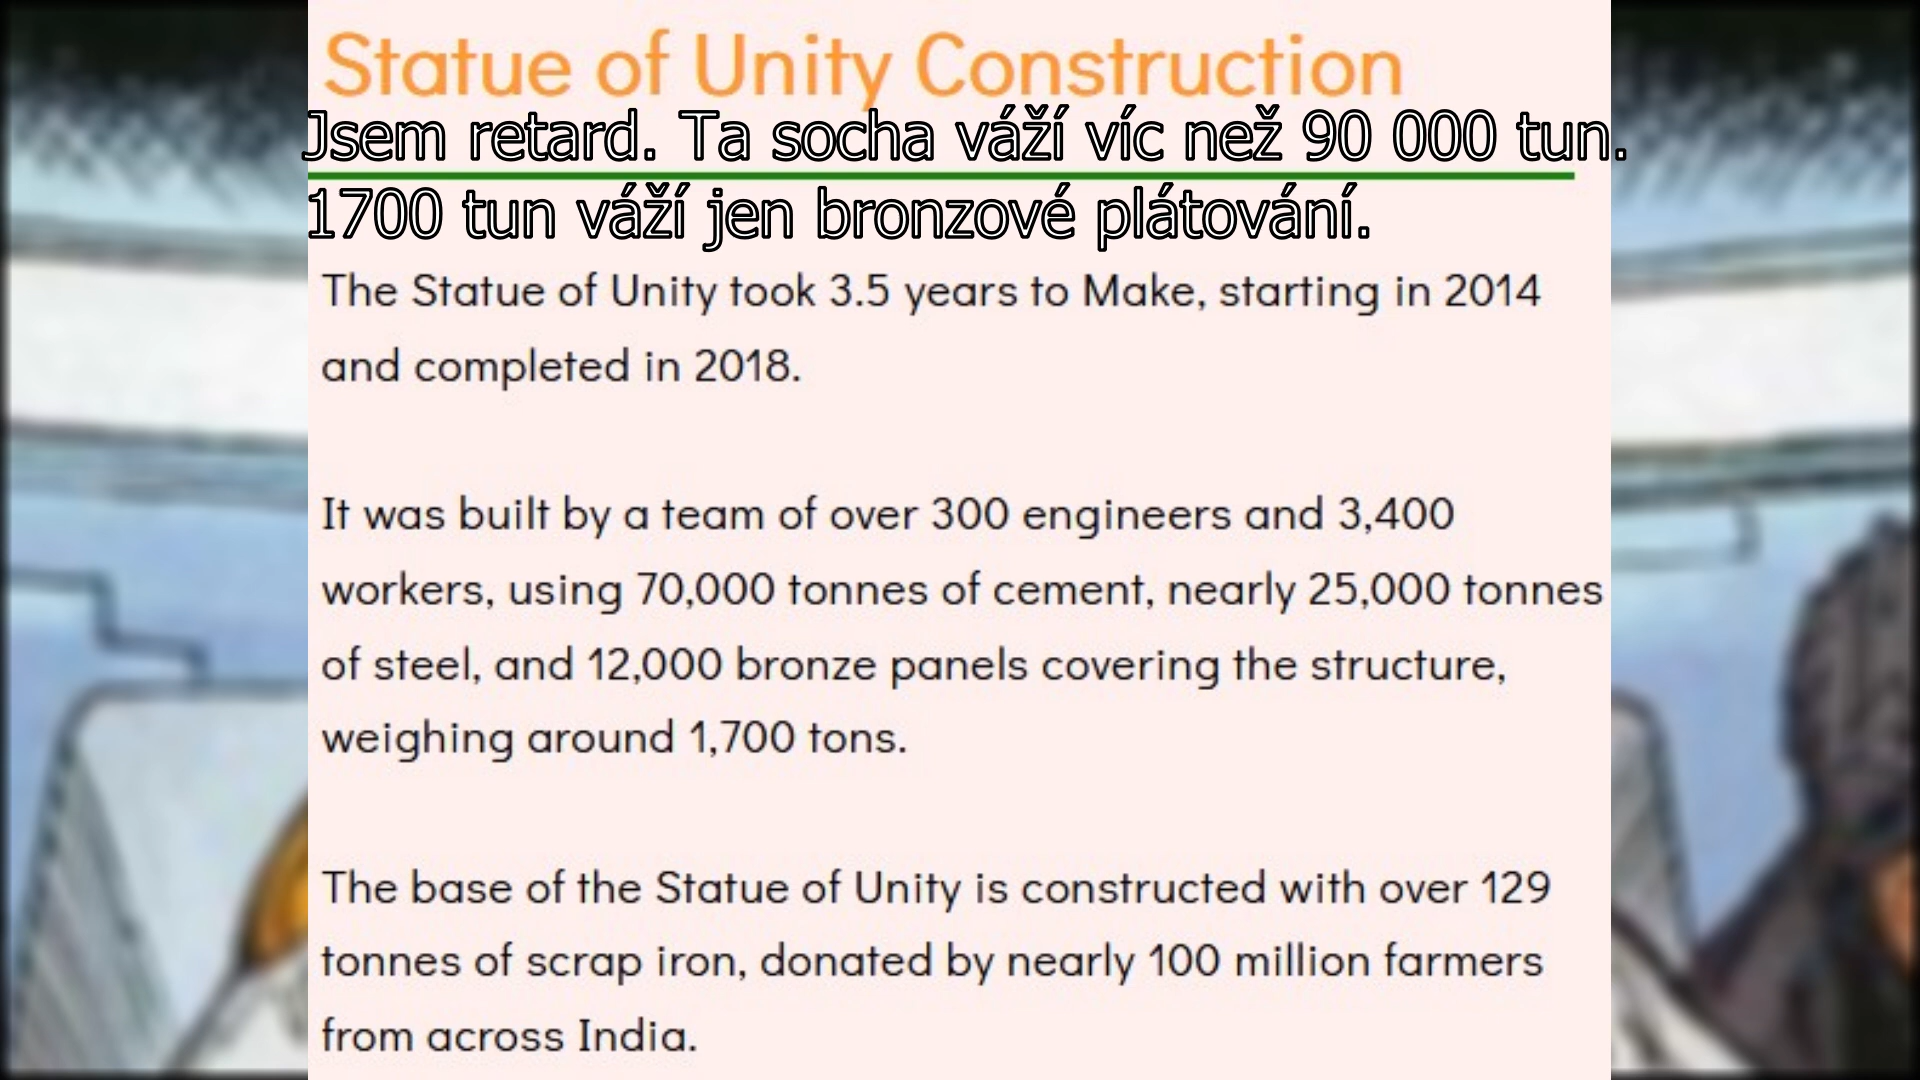 Statue of Unity Construction
Jsem retard. Ta socha váží víc než 90 000 tun.
1700 tun váží jen bronzové plátování.
The Statue of Unity took 3.5 years to Make, starting in 2014
and completed in 2018.
It was built by a team of over 300 engineers and 3,400
workers, using 70,000 tonnes of cement, nearly 25,000 tonnes
of steel, and 12,000 bronze panels covering the structure,
weighing around 1,700 tons.
The base of the Statue of Unity is constructed with over 129
tonnes of scrap iron, donated by nearly 100 million farmers
from across India.